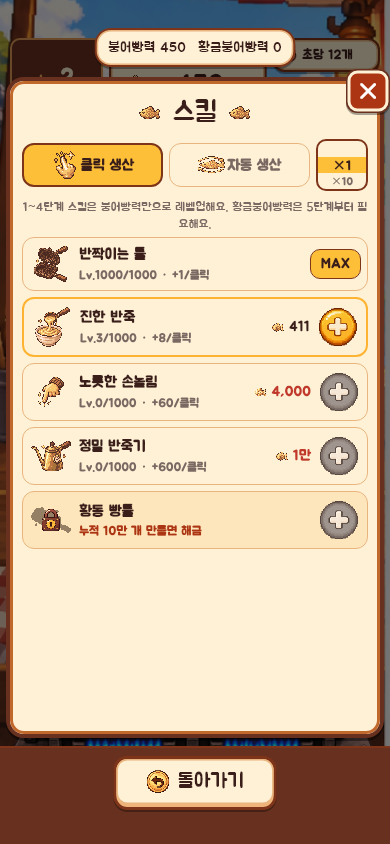 붕어빵력 450 황금붕어빵력 0
초당 12개
스킬
클릭 생산
자동 생산
×1
×10
1~4단계 스킬은 붕어빵력만으로 레벨업해요. 황금붕어빵력은 5단계부터 필
요해요.
반짝이는 틀
Lv.1000/1000 · +1/클릭
MAX
진한 반죽
Lv.3/1000 · +8/클릭
411
노릇한 손놀림
Lv.0/1000 · +60/클릭
4,000
정밀 반죽기
Lv.0/1000 · +600/클릭
1만
황동 빵틀
누적 10만 개 만들면 해금
돌아가기